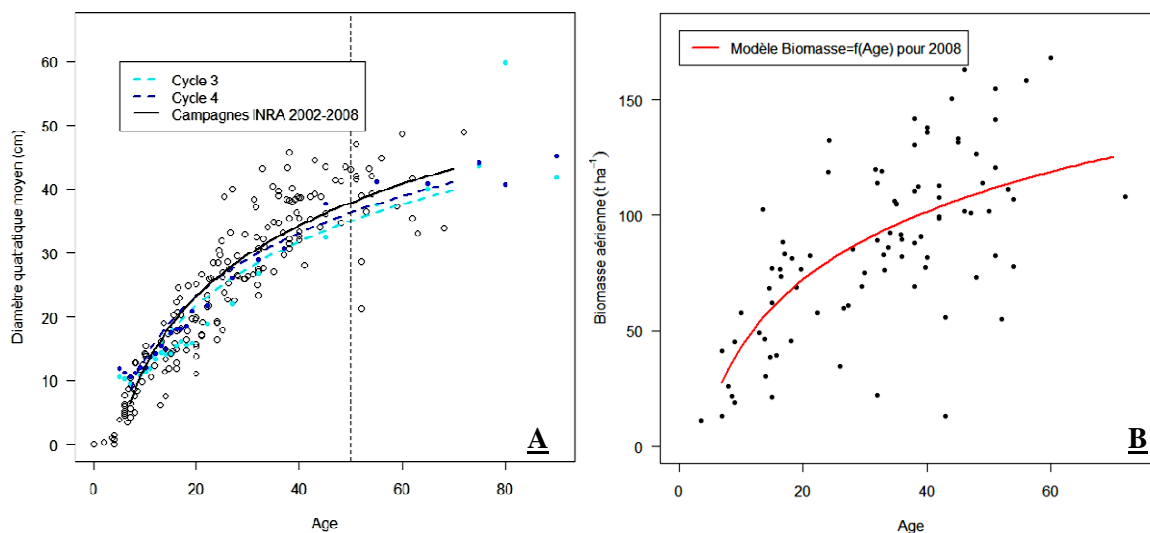 Cycle 3
Cycle 4
Campagnes INRA 2002-2008
Diamètre quatratique moyen (cm)
60
50
40
30
20
10
0
0 20 40 60 80
Age
A
Modèle Biomasse=f(Age) pour 2008
Biomasse aérienne (t ha⁻¹)
150
100
50
0
0 20 40 60
Age
B